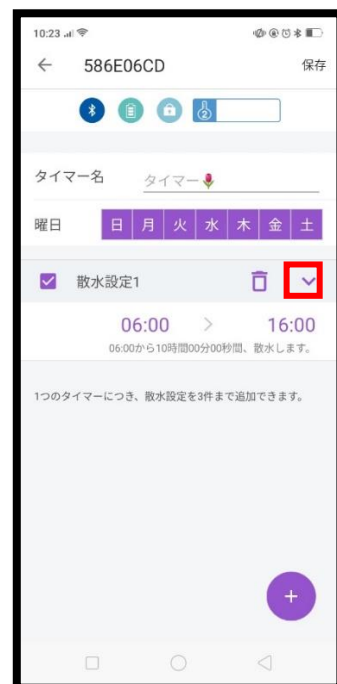 10:23
586E06CD 保存
2
タイマー名 タイマー🌷
曜日 日 月 火 水 木 金 土
散水設定1
06:00 > 16:00
06:00から10時間00分00秒間、散水します。
1つのタイマーにつき、散水設定を3件まで追加できます。
+